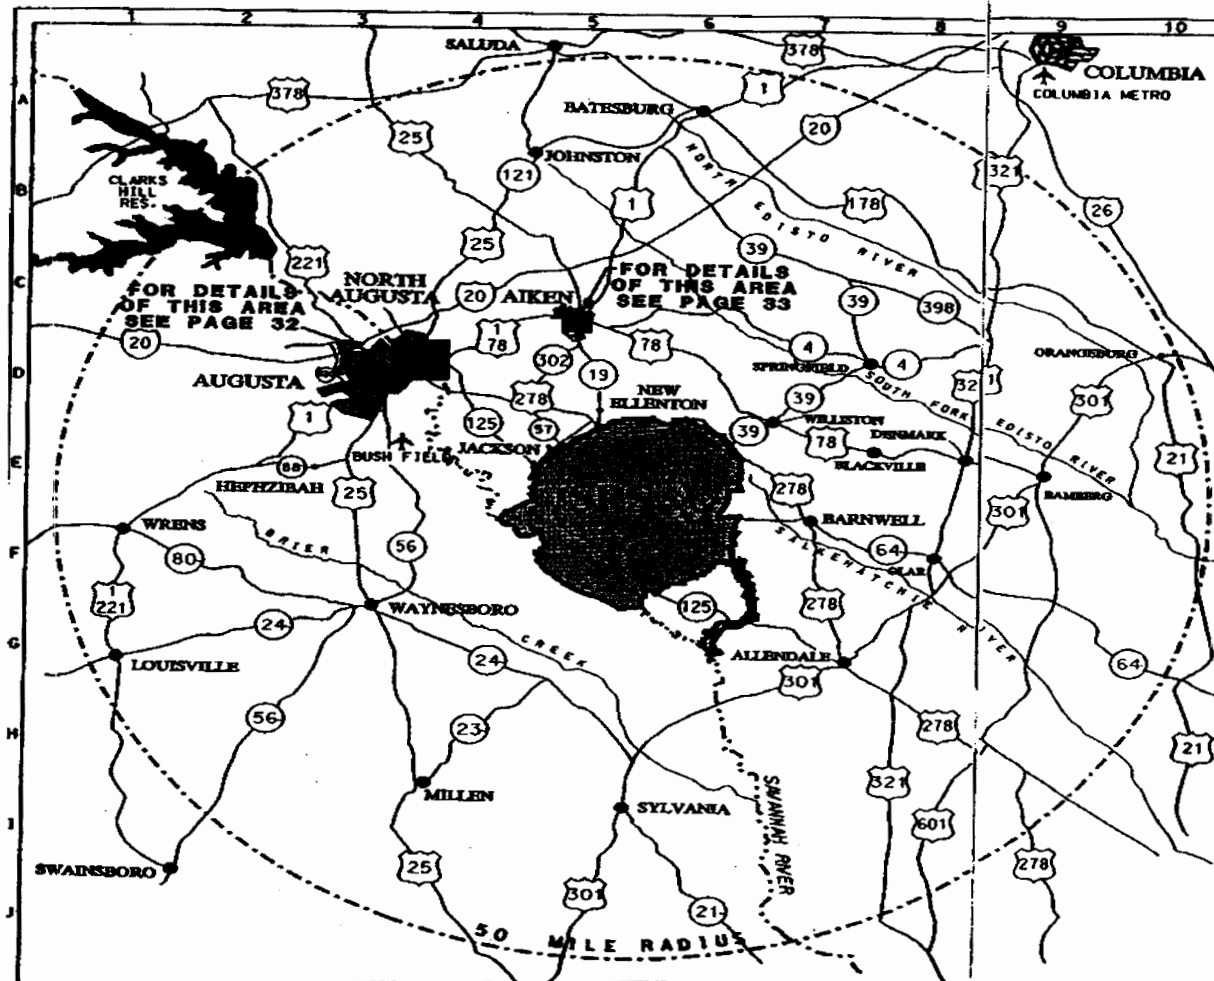 1 2 3 4 5 6 7 8 9 10
SALUDA
378
COLUMBIA
COLUMBIA METRO
A
378
BATESBURG
1
25
20
JOHNSTON
NORTH EDISTO RIVER
321
CLARKS
HILL
RES.
B
121
1
178
26
25
39
221
NORTH
AUGUSTA
C
FOR DETAILS
OF THIS AREA
SEE PAGE 32
20
AIKEN
FOR DETAILS
OF THIS AREA
SEE PAGE 33
39
398
20
1
78
302
78
4
4
ORANGEBURG
D
SPRINGFIELD
AUGUSTA
278
19
NEW
ELLENTON
39
SOUTH FORK EDISTO RIVER
321
301
1
125
57
39
WILLISTON
78
DENMARK
JACKSON
E
88
BUSH FIELD
BLACKVILLE
21
HEPHZIBAH
25
278
BAMBERG
301
WRENS
BARNWELL
F
BRIER CREEK
56
SALKEHATCHIE RIVER
64
80
OLAR
1
221
WAYNESBORO
125
278
24
G
LOUISVILLE
24
ALLENDALE
64
301
56
23
278
H
21
321
MILLEN
SYLVANIA
SAVANNAH RIVER
I
601
SWAINSBORO
25
301
278
21
J
50 MILE RADIUS